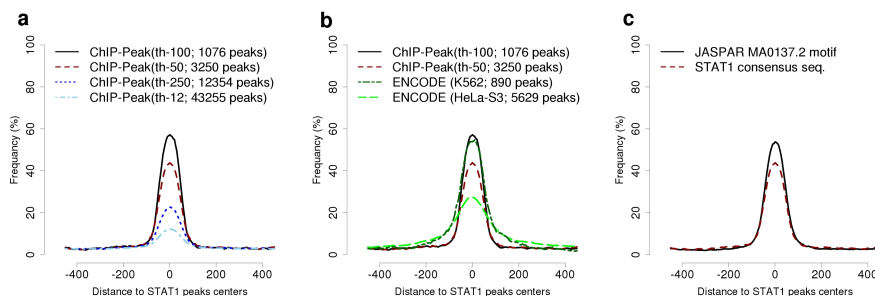 a
ChIP-Peak(th-100; 1076 peaks)
ChIP-Peak(th-50; 3250 peaks)
ChIP-Peak(th-250; 12354 peaks)
ChIP-Peak(th-12; 43255 peaks)
Frequency (%)
0 20 40 60 80 100
-400 -200 0 200 400
Distance to STAT1 peaks centers
b
ChIP-Peak(th-100; 1076 peaks)
ChIP-Peak(th-50; 3250 peaks)
ENCODE (K562; 890 peaks)
ENCODE (HeLa-S3; 5629 peaks)
Frequency (%)
0 20 40 60 80 100
-400 -200 0 200 400
Distance to STAT1 peaks centers
c
JASPAR MA0137.2 motif
STAT1 consensus seq.
Frequency (%)
0 20 40 60 80 100
-400 -200 0 200 400
Distance to STAT1 peaks centers